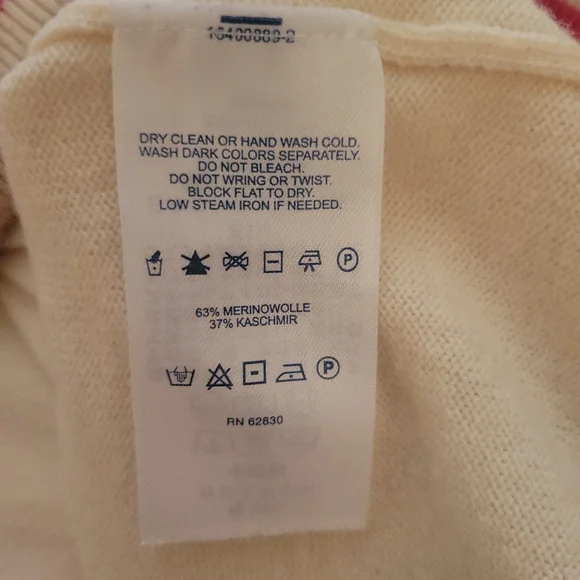 16400889-2
DRY CLEAN OR HAND WASH COLD.
WASH DARK COLORS SEPARATELY.
DO NOT BLEACH.
DO NOT WRING OR TWIST.
BLOCK FLAT TO DRY.
LOW STEAM IRON IF NEEDED.
P
63% MERINOWOLLE
37% KASCHMIR
P
RN 62830